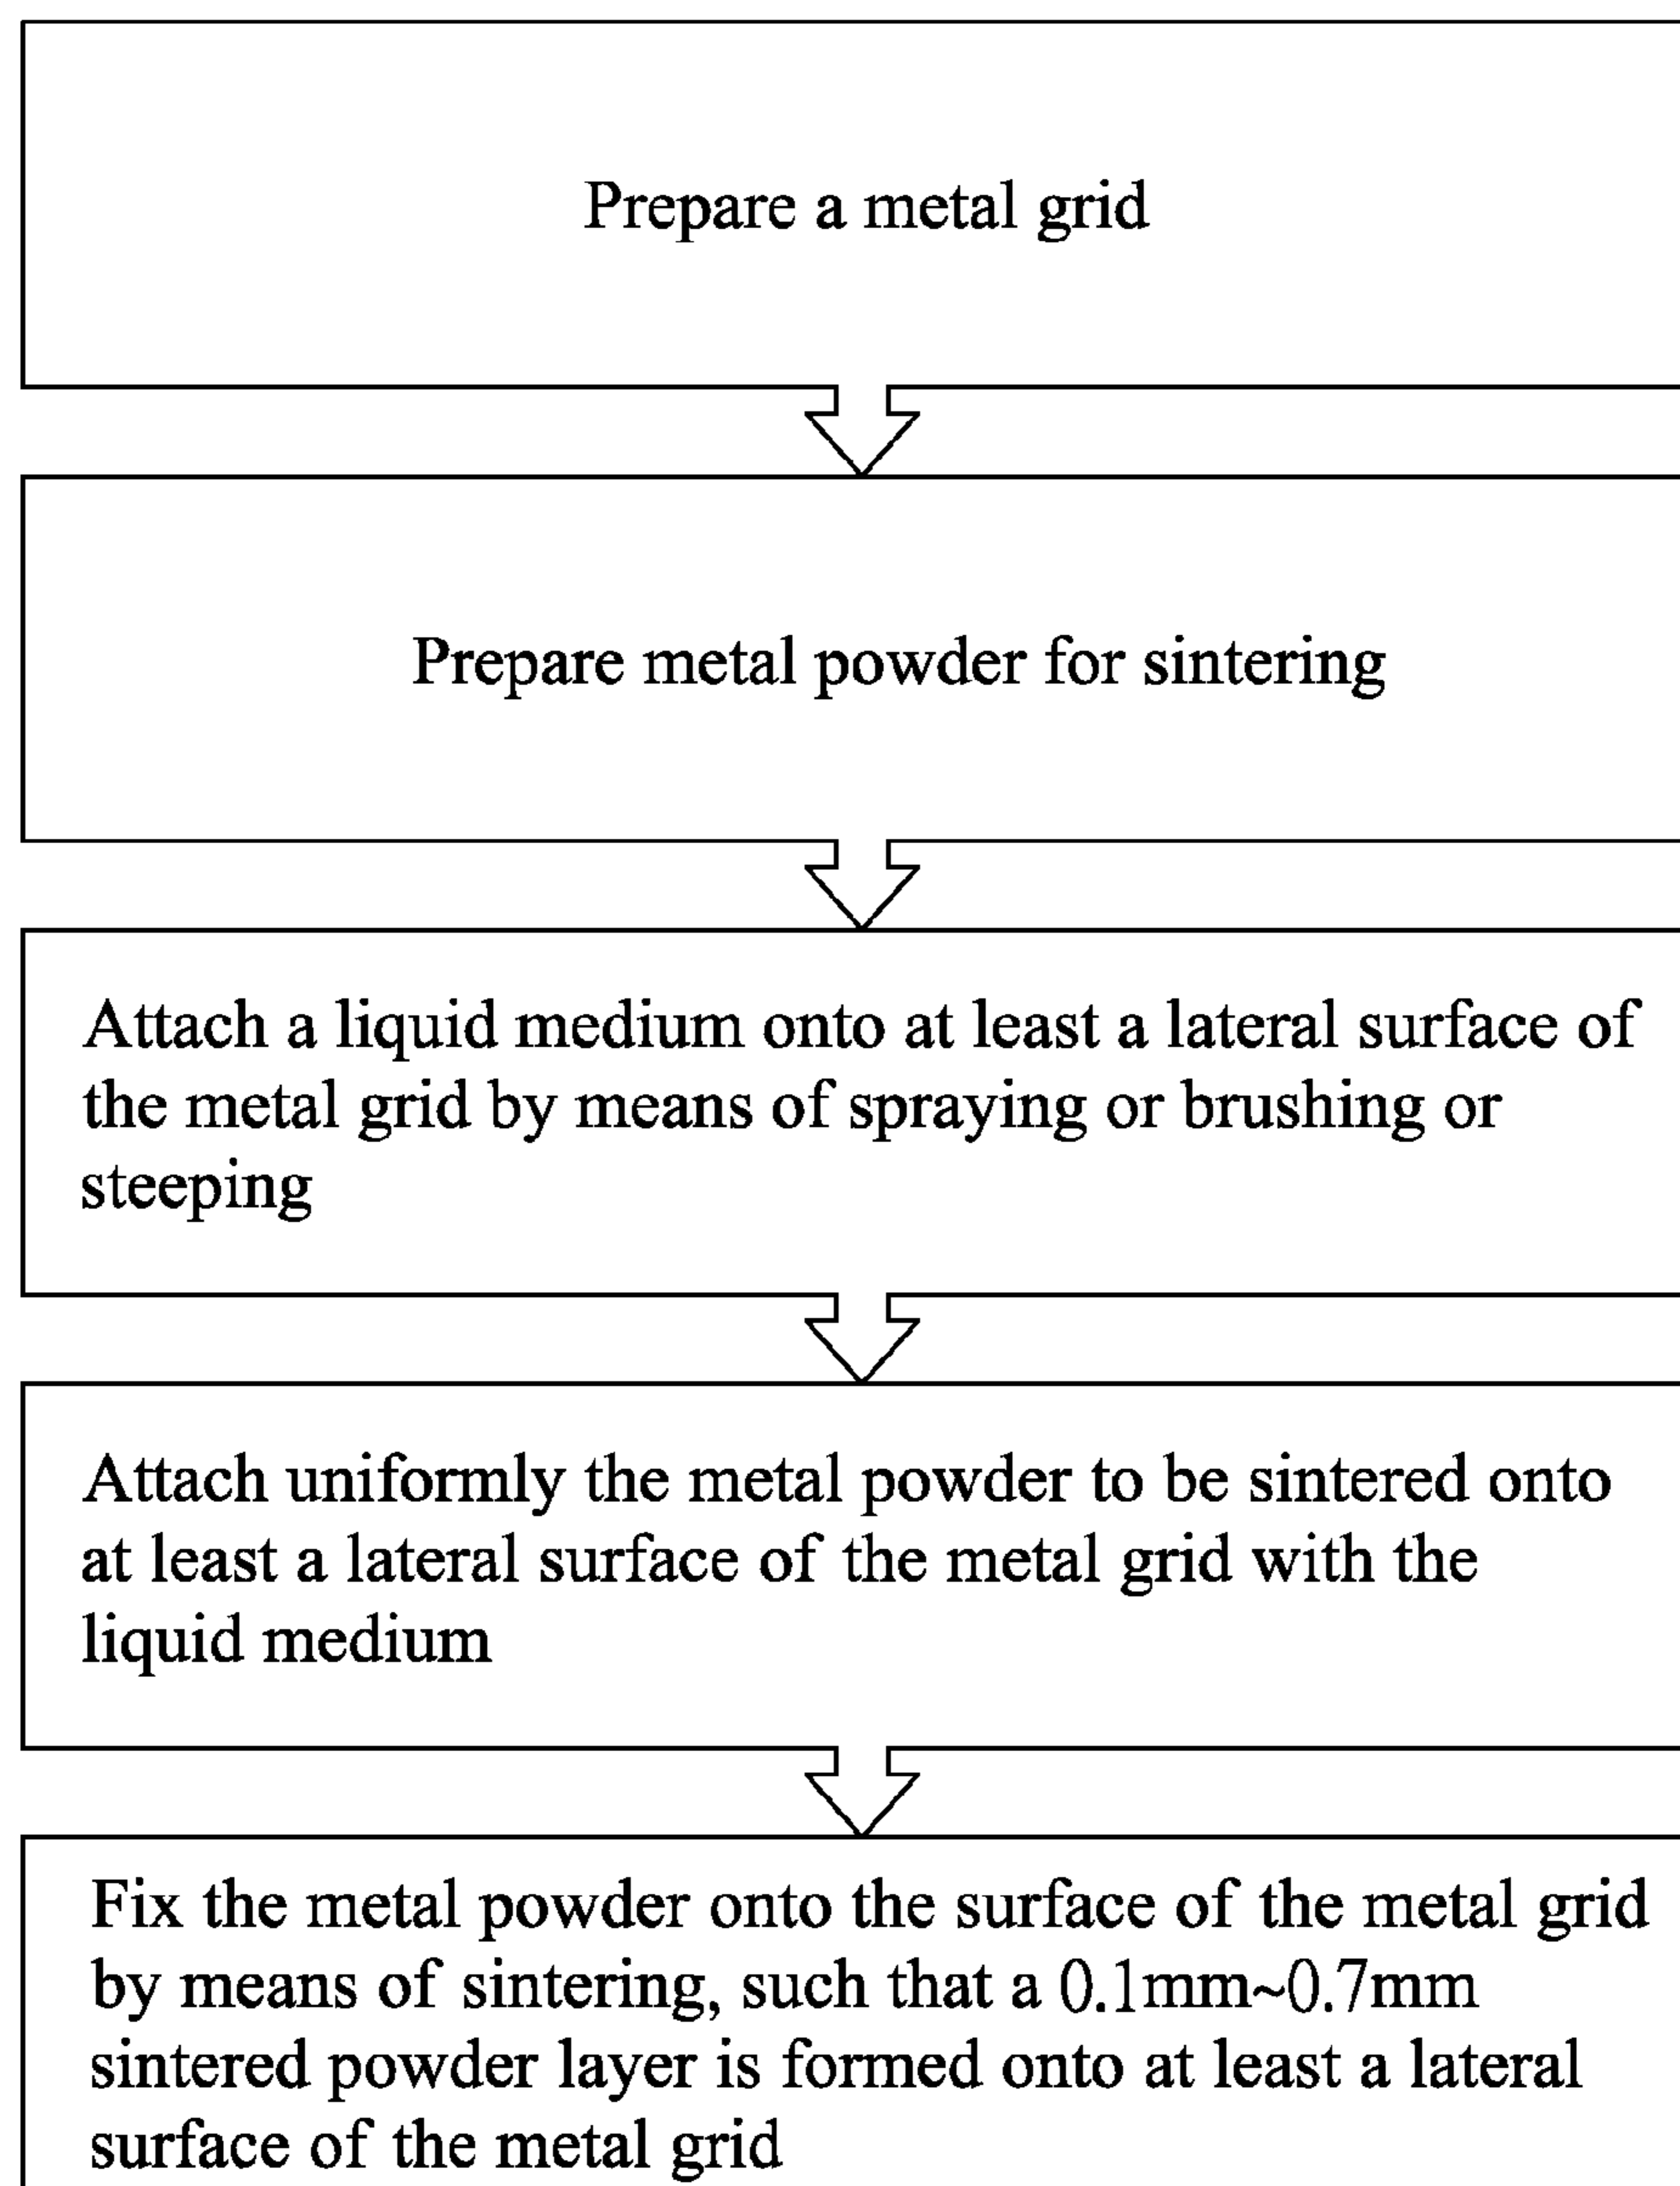 Prepare a metal grid
Prepare metal powder for sintering
Attach a liquid medium onto at least a lateral surface of
the metal grid by means of spraying or brushing or
steeping
Attach uniformly the metal powder to be sintered onto
at least a lateral surface of the metal grid with the
liquid medium
Fix the metal powder onto the surface of the metal grid
by means of sintering, such that a 0.1mm~0.7mm
sintered powder layer is formed onto at least a lateral
surface of the metal grid